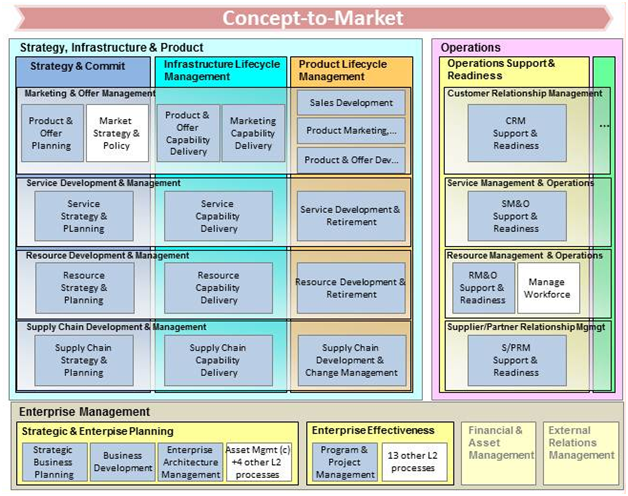 Concept-to-Market
Strategy, Infrastructure & Product
Strategy & Commit
Infrastructure Lifecycle
Management
Product Lifecycle
Management
Marketing & Offer Management
Product &
Offer
Planning
Market
Strategy &
Policy
Product &
Offer
Capability
Delivery
Marketing
Capability
Delivery
Sales Development
Product Marketing,...
Product & Offer Dev...
Service Development & Management
Service
Strategy &
PLanning
Service
Capability
Delivery
Service Development &
Retirement
Resource Development & Management
Resource
Strategy &
Planning
Resource
Capability
Delivery
Resource Development &
Retirement
Supply Chain Development & Management
Supply Chain
Strategy &
Planning
Supply Chain
Capability
Delivery
Supply Chain
Development &
Change Management
Operations
Operations Support &
Readiness
Customer Relationship Management
CRM
Support &
Readiness
...
Service Management & Operations
SM&O
Support &
Readiness
Resource Management & Operations
RM&O
Support &
Readiness
Manage
Workforce
Supplier/Partner Relationship Mgmgt
S/PRM
Support &
Readiness
Enterprise Management
Strategic & Enterpise Planning
Strategic
Business
Planning
Business
Development
Enterprise
Architecture
Management
Asset Mgmt (c)
+4 other L2
processes
Enterprise Effectiveness
Program &
Project
Management
13 other L2
processes
Financial &
Asset
Management
External
Relations
Management